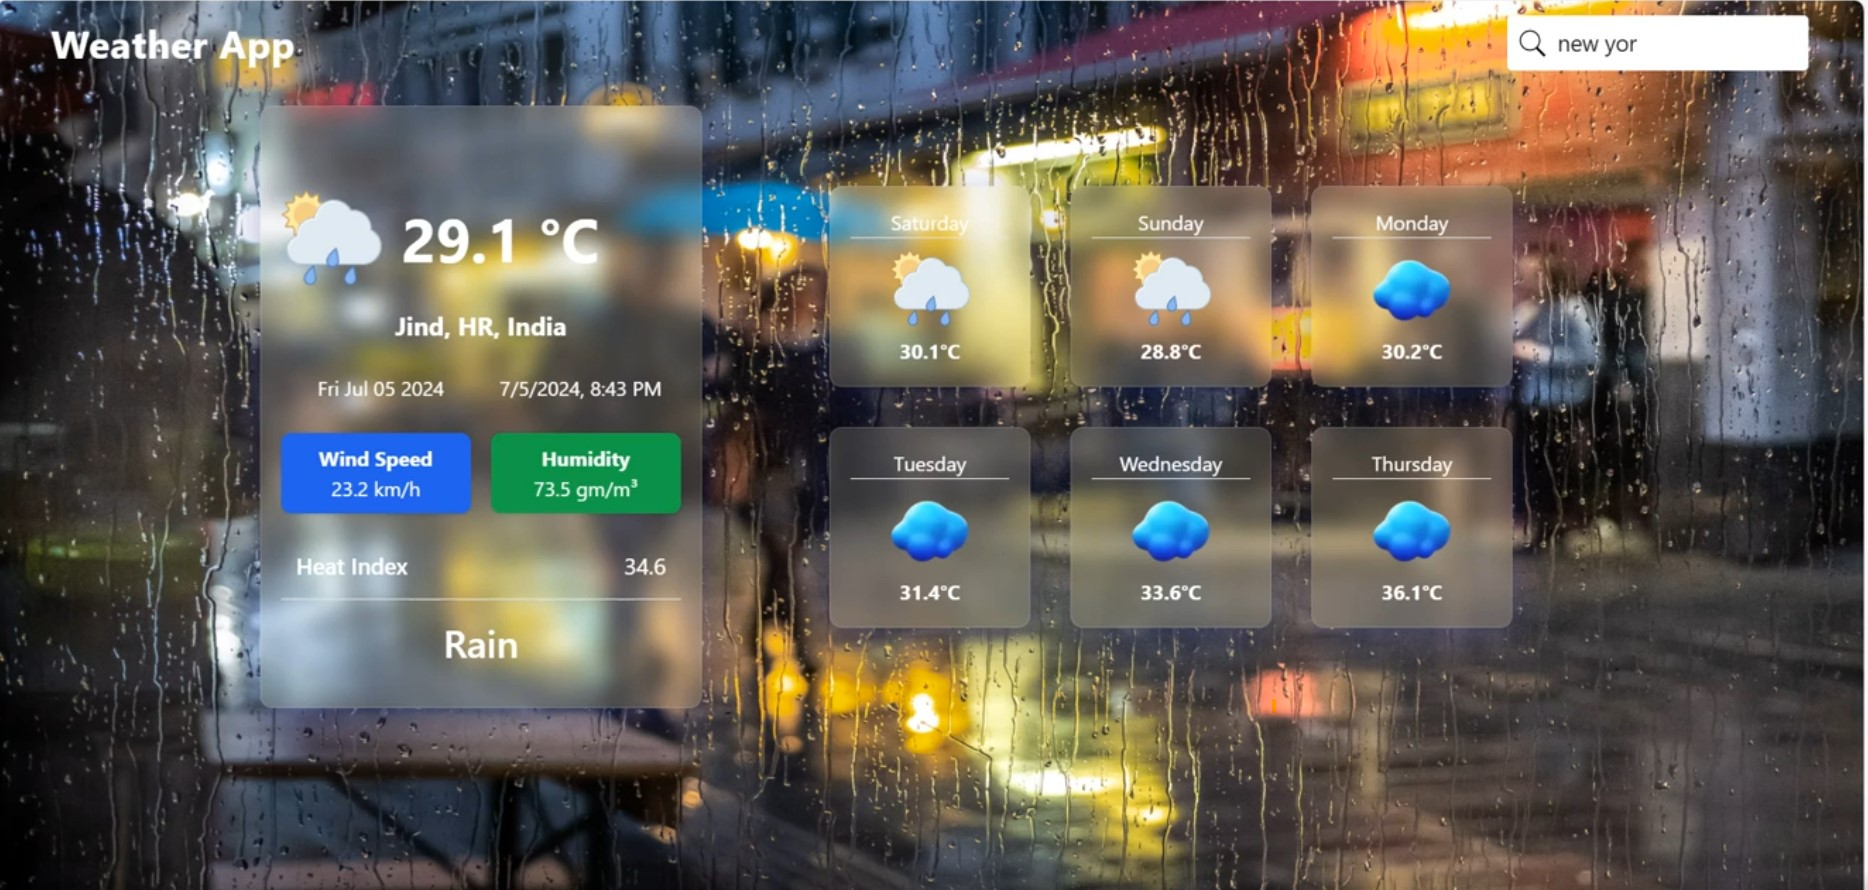 Weather App
new yor
29.1 °C
Jind, HR, India
Fri Jul 05 2024 7/5/2024, 8:43 PM
Wind Speed
23.2 km/h
Humidity
73.5 gm/m³
Heat Index 34.6
Rain
Saturday
30.1°C
Sunday
28.8°C
Monday
30.2°C
Tuesday
31.4°C
Wednesday
33.6°C
Thursday
36.1°C